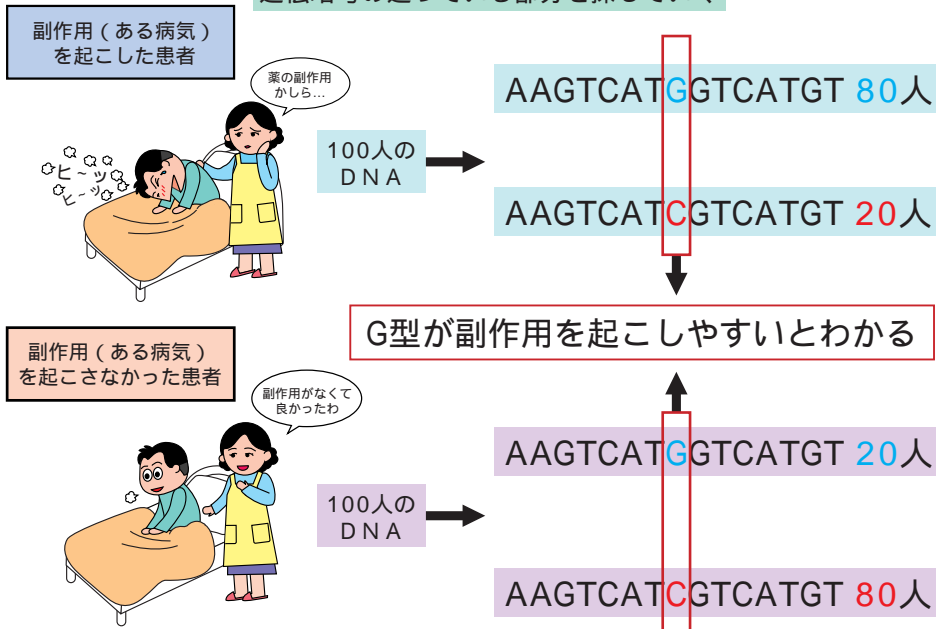 副作用（ある病気）
を起こした患者
薬の副作用
かしら…
ヒ～ッ
ヒ～ッ
100人の
DNA
AAGTCATGGTCATGT 80人
AAGTCATCGTCATGT 20人
G型が副作用を起こしやすいとわかる
副作用（ある病気）
を起こさなかった患者
副作用がなくて
良かったわ
100人の
DNA
AAGTCATGGTCATGT 20人
AAGTCATCGTCATGT 80人